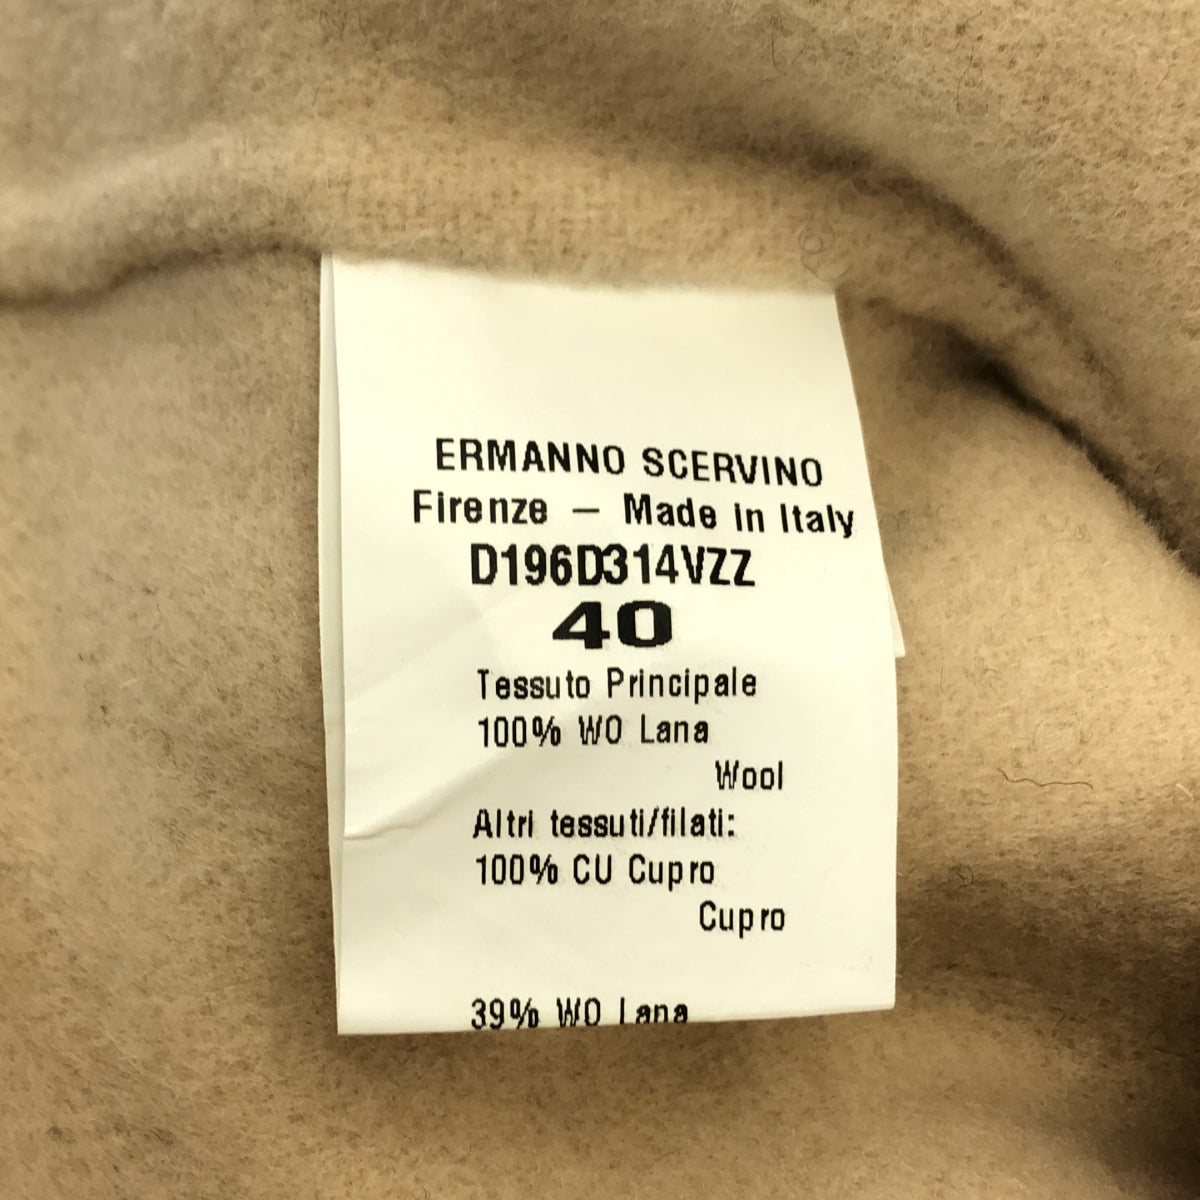 ERMANNO SCERVINO
Firenze — Made in Italy
D196D314VZZ
40
Tessuto Principale
100% WO Lana
Wool
Altri tessuti/filati:
100% CU Cupro
Cupro
39% WO Lana